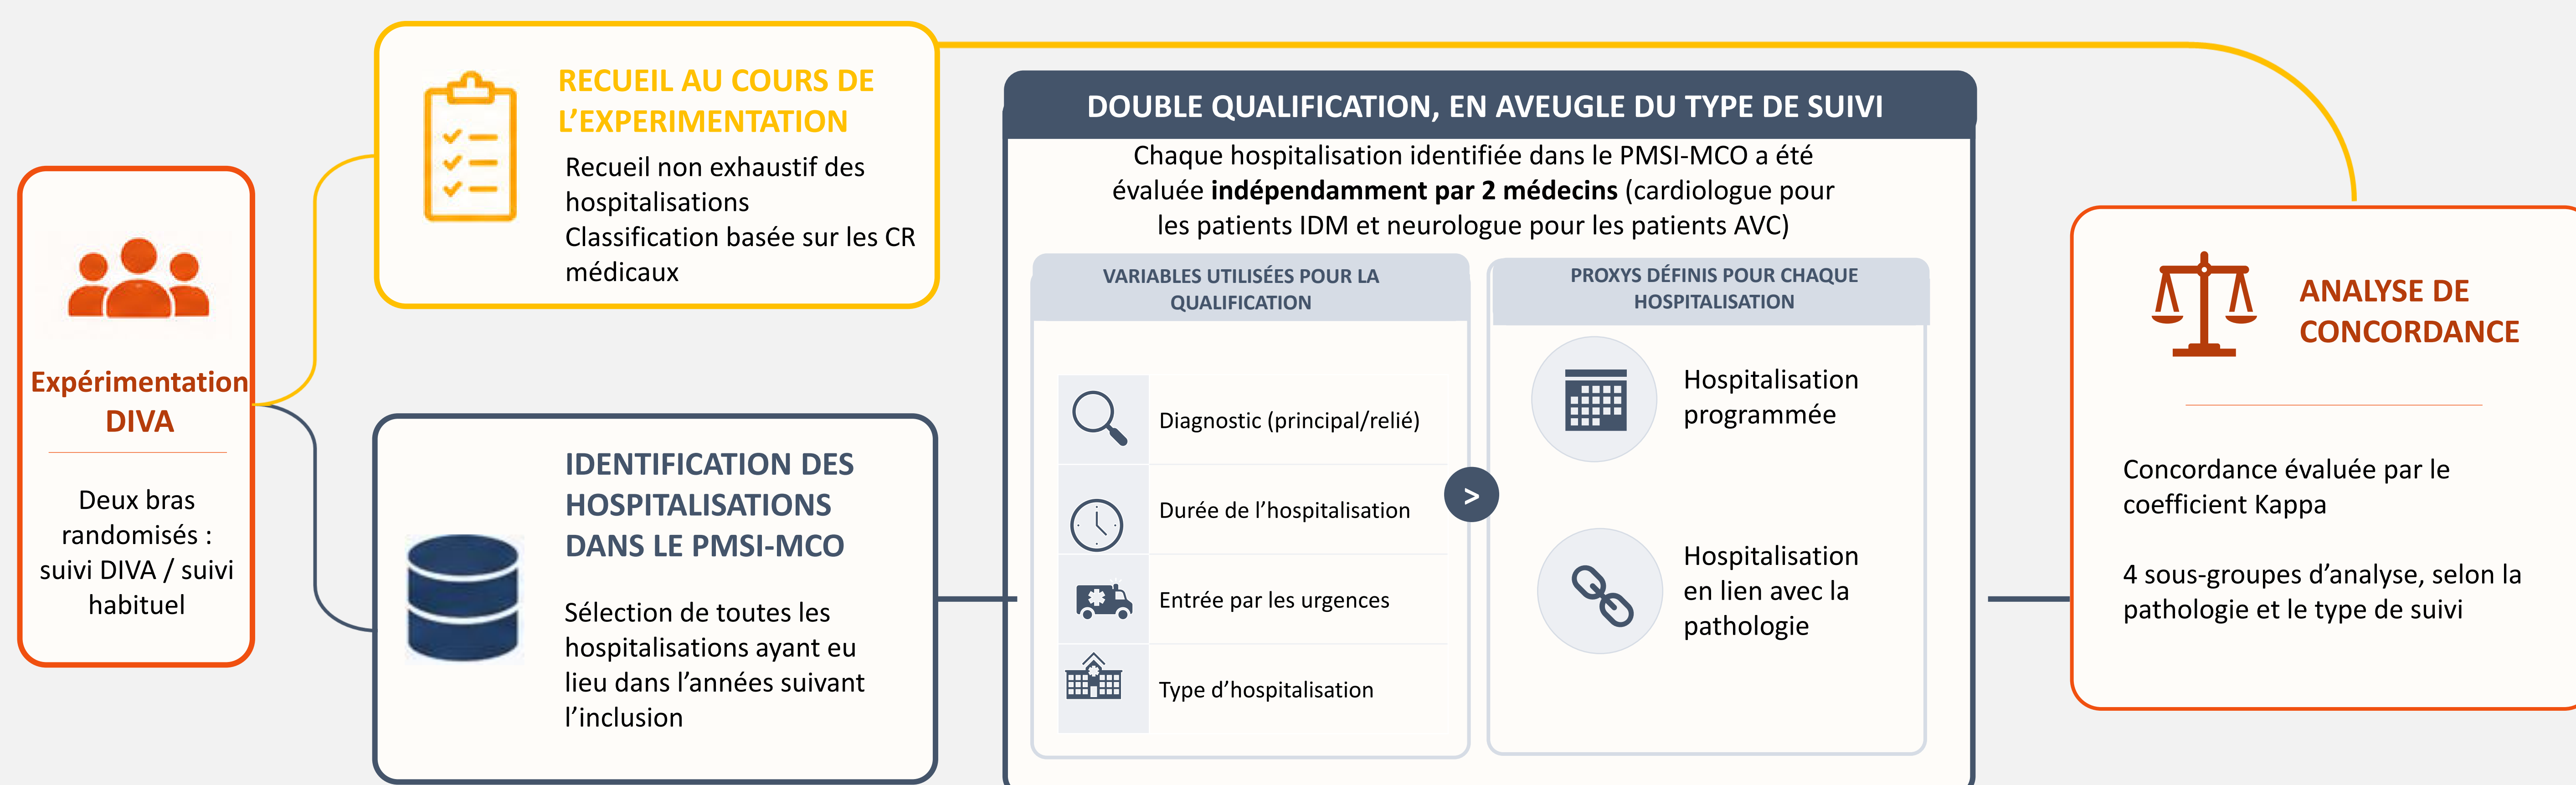 Expérimentation
DIVA
Deux bras
randomisés :
suivi DIVA / suivi
habituel
RECUEIL AU COURS DE
L’EXPERIMENTATION
Recueil non exhaustif des
hospitalisations
Classification basée sur les CR
médicaux
IDENTIFICATION DES
HOSPITALISATIONS
DANS LE PMSI-MCO
Sélection de toutes les
hospitalisations ayant eu
lieu dans l’années suivant
l’inclusion
DOUBLE QUALIFICATION, EN AVEUGLE DU TYPE DE SUIVI
Chaque hospitalisation identifiée dans le PMSI-MCO a été
évaluée indépendamment par 2 médecins (cardiologue pour
les patients IDM et neurologue pour les patients AVC)
VARIABLES UTILISÉES POUR LA
QUALIFICATION
Diagnostic (principal/relié)
Durée de l’hospitalisation
Entrée par les urgences
Type d’hospitalisation
>
PROXYS DÉFINIS POUR CHAQUE
HOSPITALISATION
Hospitalisation
programmée
Hospitalisation
en lien avec la
pathologie
ANALYSE DE
CONCORDANCE
Concordance évaluée par le
coefficient Kappa
4 sous-groupes d’analyse, selon la
pathologie et le type de suivi